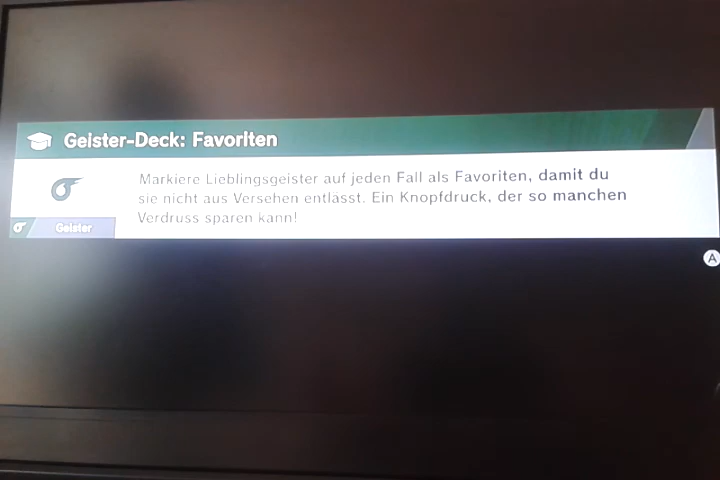 Geister-Deck: Favoriten
Markiere Lieblingsgeister auf jeden Fall als Favoriten, damit du
sie nicht aus Versehen entlässt. Ein Knopfdruck, der so manchen
Verdruss sparen kann!
Geister
A